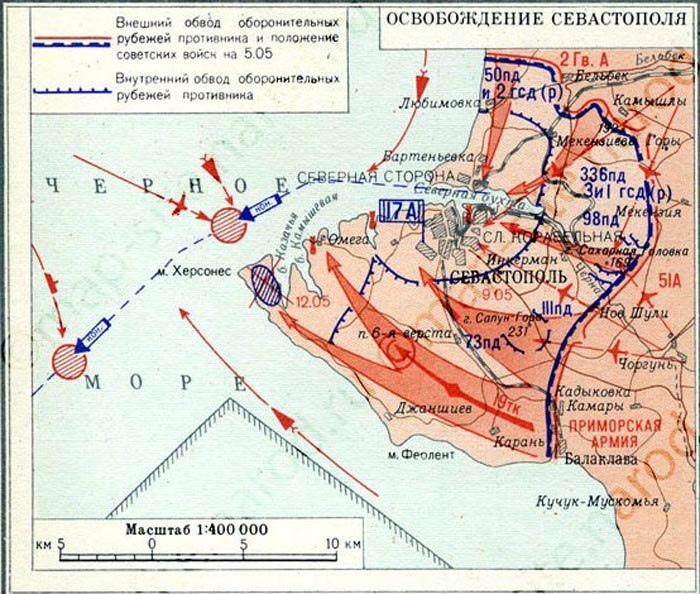 ОСВОБОЖДЕНИЕ СЕВАСТОПОЛЯ
Внешний обвод оборонительных
рубежей противника и положение
советских войск на 5.05
Внутренний обвод оборонительных
рубежей противника
2 Гв. А
Бельбек
Бельбек
50пд
и 2 гсд (р)
Любимовка
Камышлы
Мекензиевы Горы
192
Вартеньевка
336пд
3и1 гсд(р)
СЕВЕРНАЯ СТОРОНА
Северная бухта
ЧЕРНОЕ
КОН.
Мекензия
17А
98пд
СЛ. КОРАБЕЛЬНАЯ
б. Казачья
б. Камышевая
Омега
Сахарная Головка
Инкерман
Черная
м. Херсонес
СЕВАСТОПОЛЬ
9.05
51А
12.05
111пд
Нов Шули
г. Сапун-Гора
231
п. 6-я верста
73пд
КОН.
Чоргунь
МОРЕ
19тк
Кадыковка
Камары
Джаншиев
ПРИМОРСКАЯ
АРМИЯ
Карань
м. Феолент
Балаклава
Кучук-Мускомья
Масштаб 1:400 000
км 5 0 5 10 км